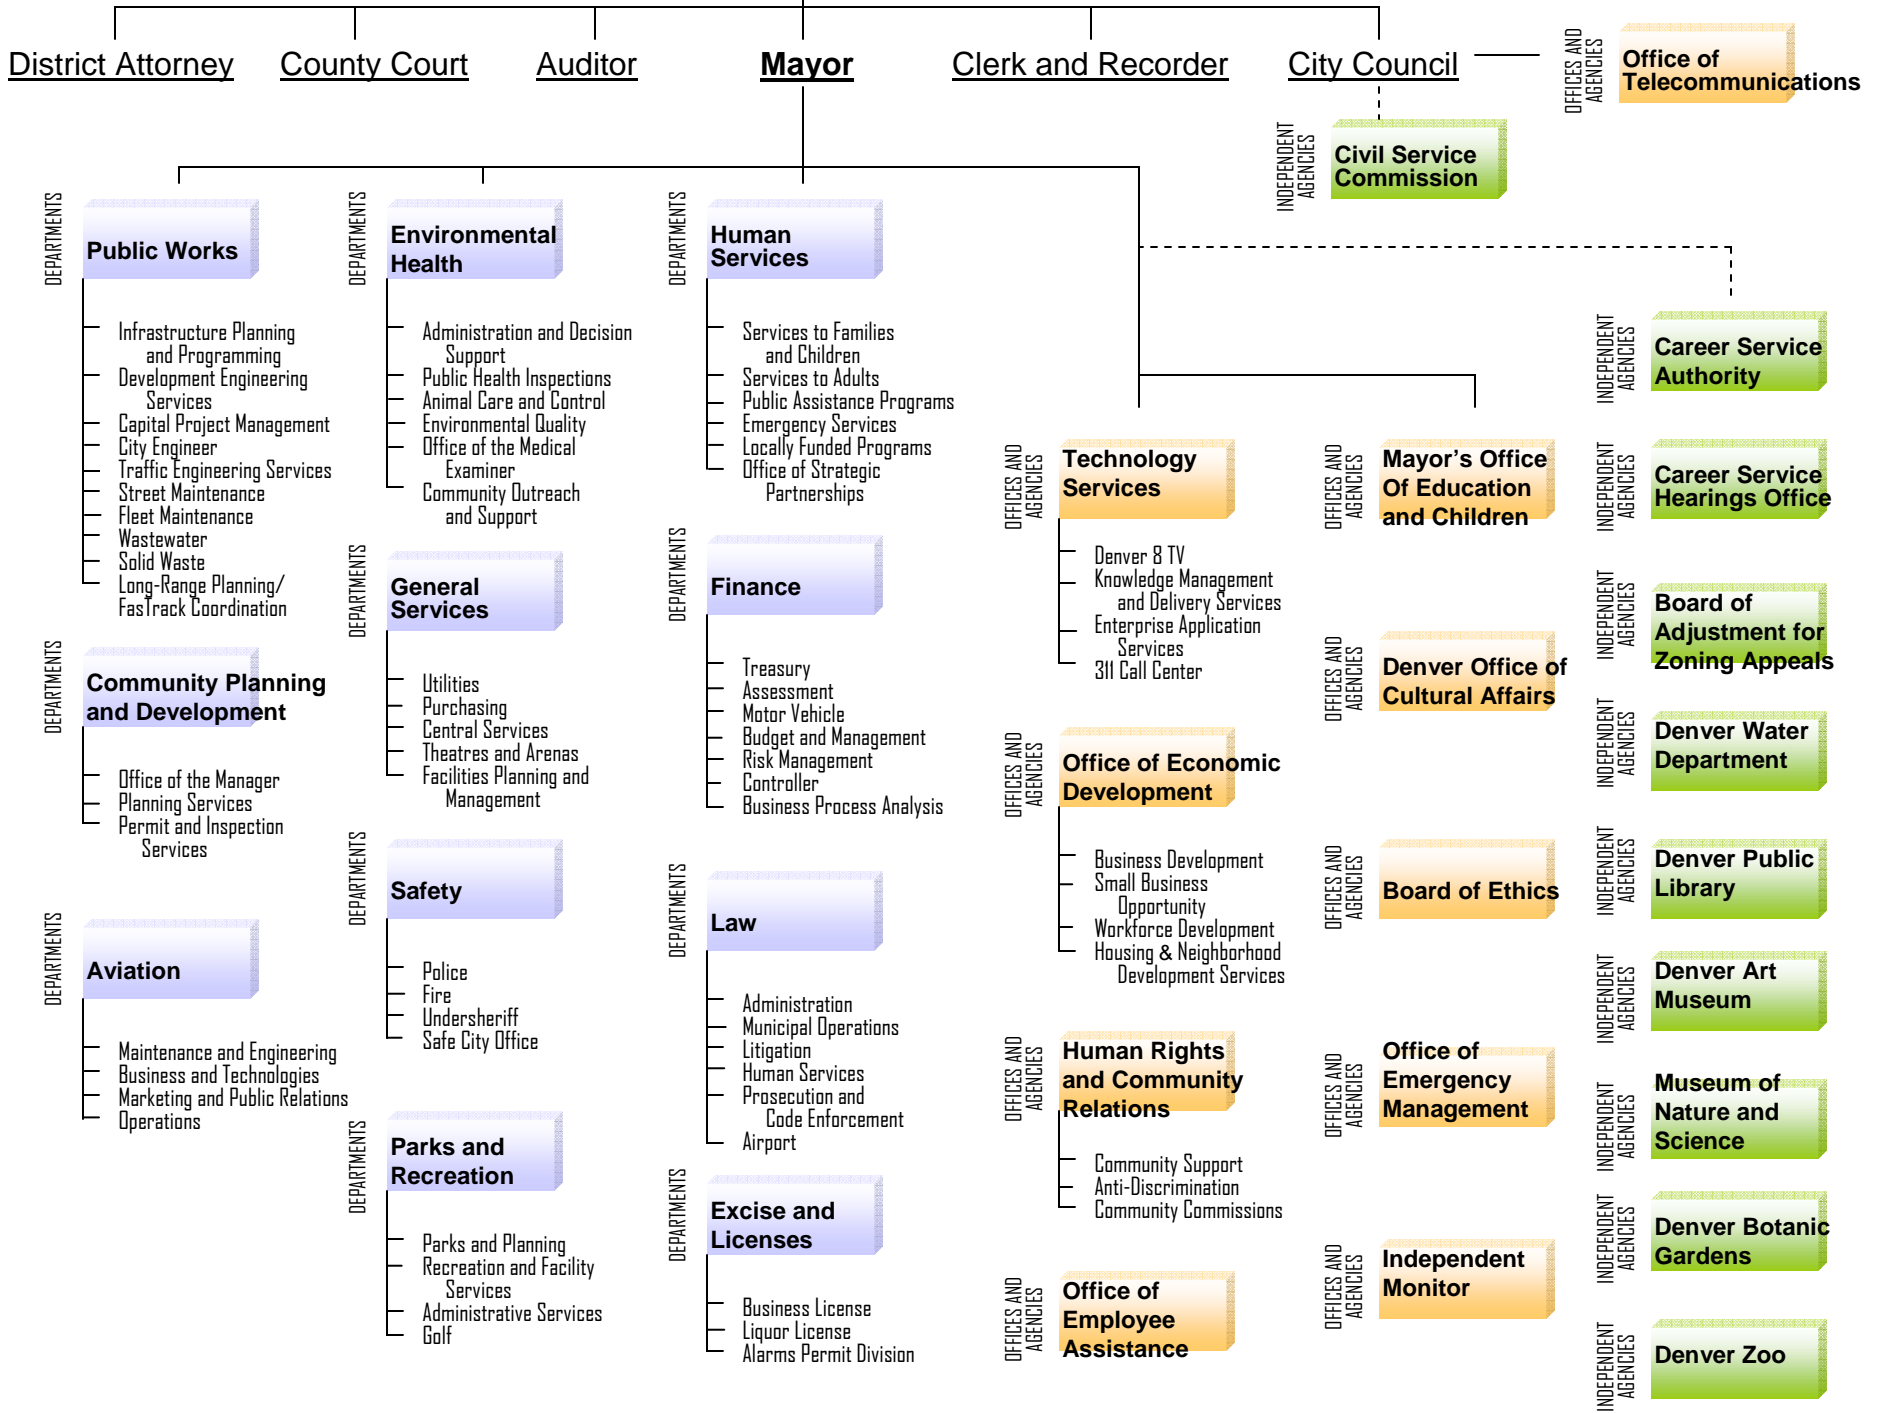 District Attorney
County Court
Auditor
Mayor
Clerk and Recorder
City Council
OFFICES AND
AGENCIES
Office of
Telecommunications
INDEPENDENT
AGENCIES
Civil Service
Commission
DEPARTMENTS
Public Works
Infrastructure Planning
and Programming
Development Engineering
Services
Capital Project Management
City Engineer
Traffic Engineering Services
Street Maintenance
Fleet Maintenance
Wastewater
Solid Waste
Long-Range Planning/
FasTrack Coordination
DEPARTMENTS
Community Planning
and Development
Office of the Manager
Planning Services
Permit and Inspection
Services
DEPARTMENTS
Aviation
Maintenance and Engineering
Business and Technologies
Marketing and Public Relations
Operations
DEPARTMENTS
Environmental
Health
Administration and Decision
Support
Public Health Inspections
Animal Care and Control
Environmental Quality
Office of the Medical
Examiner
Community Outreach
and Support
DEPARTMENTS
General
Services
Utilities
Purchasing
Central Services
Theatres and Arenas
Facilities Planning and
Management
DEPARTMENTS
Safety
Police
Fire
Undersheriff
Safe City Office
DEPARTMENTS
Parks and
Recreation
Parks and Planning
Recreation and Facility
Services
Administrative Services
Golf
DEPARTMENTS
Human
Services
Services to Families
and Children
Services to Adults
Public Assistance Programs
Emergency Services
Locally Funded Programs
Office of Strategic
Partnerships
DEPARTMENTS
Finance
Treasury
Assessment
Motor Vehicle
Budget and Management
Risk Management
Controller
Business Process Analysis
DEPARTMENTS
Law
Administration
Municipal Operations
Litigation
Human Services
Prosecution and
Code Enforcement
Airport
DEPARTMENTS
Excise and
Licenses
Business License
Liquor License
Alarms Permit Division
OFFICES AND
AGENCIES
Technology
Services
Denver 8 TV
Knowledge Management
and Delivery Services
Enterprise Application
Services
311 Call Center
OFFICES AND
AGENCIES
Office of Economic
Development
Business Development
Small Business
Opportunity
Workforce Development
Housing & Neighborhood
Development Services
OFFICES AND
AGENCIES
Human Rights
and Community
Relations
Community Support
Anti-Discrimination
Community Commissions
OFFICES AND
AGENCIES
Office of
Employee
Assistance
OFFICES AND
AGENCIES
Mayor's Office
Of Education
and Children
OFFICES AND
AGENCIES
Denver Office of
Cultural Affairs
OFFICES AND
AGENCIES
Board of Ethics
OFFICES AND
AGENCIES
Office of
Emergency
Management
OFFICES AND
AGENCIES
Independent
Monitor
INDEPENDENT
AGENCIES
Career Service
Authority
INDEPENDENT
AGENCIES
Career Service
Hearings Office
INDEPENDENT
AGENCIES
Board of
Adjustment for
Zoning Appeals
INDEPENDENT
AGENCIES
Denver Water
Department
INDEPENDENT
AGENCIES
Denver Public
Library
INDEPENDENT
AGENCIES
Denver Art
Museum
INDEPENDENT
AGENCIES
Museum of
Nature and
Science
INDEPENDENT
AGENCIES
Denver Botanic
Gardens
INDEPENDENT
AGENCIES
Denver Zoo